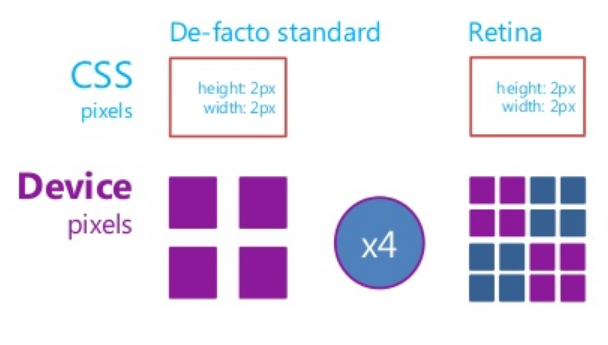 De-facto standard
Retina
CSS
pixels
height: 2px
width: 2px
height: 2px
width: 2px
Device
pixels
x4